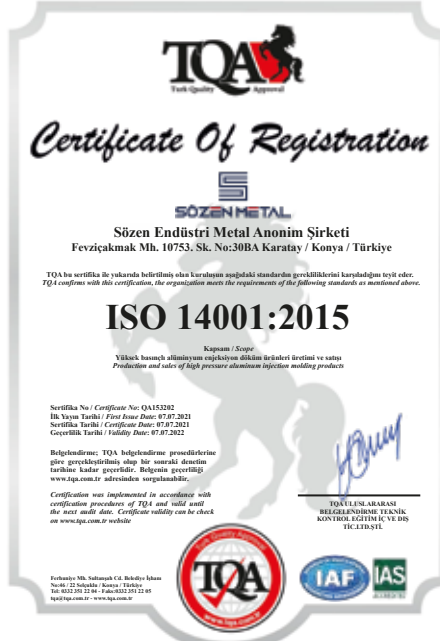 TQA
Turk Quality Approval
Certificate Of Registration
SÖZEN METAL
Sözen Endüstri Metal Anonim Şirketi
Fevziçakmak Mh. 10753. Sk. No:30BA Karatay / Konya / Türkiye
TQA bu sertifika ile yukarıda belirtilmiş olan kuruluşun aşağıdaki standardın gerekliliklerini karşıladığını teyit eder.
TQA confirms with this certification, the organization meets the requirements of the following standards as mentioned above.
ISO 14001:2015
Kapsam / Scope
Yüksek basınçlı alüminyum enjeksiyon döküm ürünleri üretimi ve satışı
Production and sales of high pressure aluminum injection molding products
Sertifika No / Certificate No: QA153202
İlk Yayın Tarihi / First Issue Date: 07.07.2021
Sertifika Tarihi / Certificate Date: 07.07.2021
Geçerlilik Tarihi / Validity Date: 07.07.2022
Belgelendirme; TQA belgelendirme prosedürlerine
göre gerçekleştirilmiş olup bir sonraki denetim
tarihine kadar geçerlidir. Belgenin geçerliliği
www.tqa.com.tr adresinden sorgulanabilir.
Certification was implemented in accordance with
certification procedures of TQA and valid until
the next audit date. Certificate validity can be check
on www.tqa.com.tr website
TQA ULUSLARARASI
BELGELENDİRME TEKNİK
KONTROL EĞİTİM İÇ VE DIŞ
TİC.LTD.ŞTİ.
Ferhuniye Mh. Sultanşah Cd. Belediye İşhanı
No:46 / 22 Selçuklu / Konya / Türkiye
Tel: 0332 351 22 04 - Faks:0332 351 22 05
tqa@tqa.com.tr - www.tqa.com.tr
Turk Quality Approval
TQA
www.tqa.com.tr
IAF
IAS
ACCREDITED